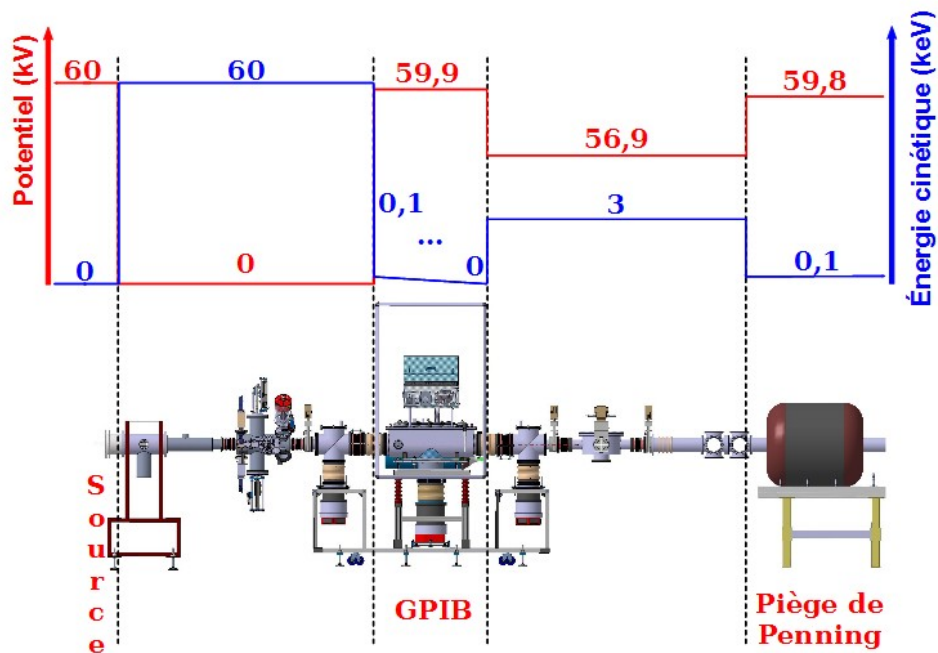 Potentiel (kV)
Énergie cinétique (keV)
60
60
59,9
59,8
56,9
0,1
...
0
3
0
0
0,1
Source
GPIB
Piège de
Penning